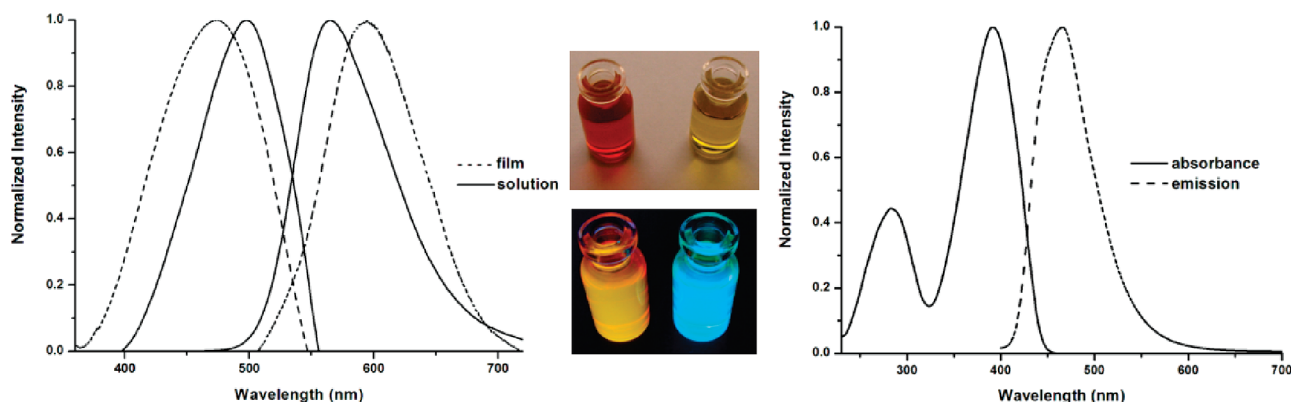 Normalized Intensity
1.0
0.8
0.6
0.4
0.2
0.0
400
500
600
700
Wavelength (nm)
film
solution
Normalized Intensity
1.0
0.8
0.6
0.4
0.2
0.0
300
400
500
600
700
Wavelength (nm)
absorbance
emission